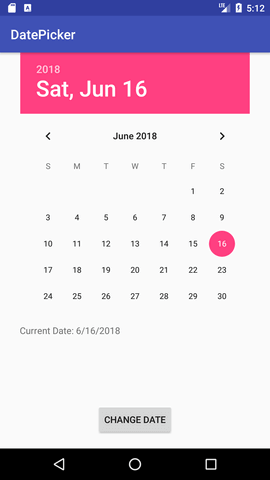 5:12
DatePicker
2018
Sat, Jun 16
June 2018
S M T W T F S
1 2
3 4 5 6 7 8 9
10 11 12 13 14 15 16
17 18 19 20 21 22 23
24 25 26 27 28 29 30
Current Date: 6/16/2018
CHANGE DATE